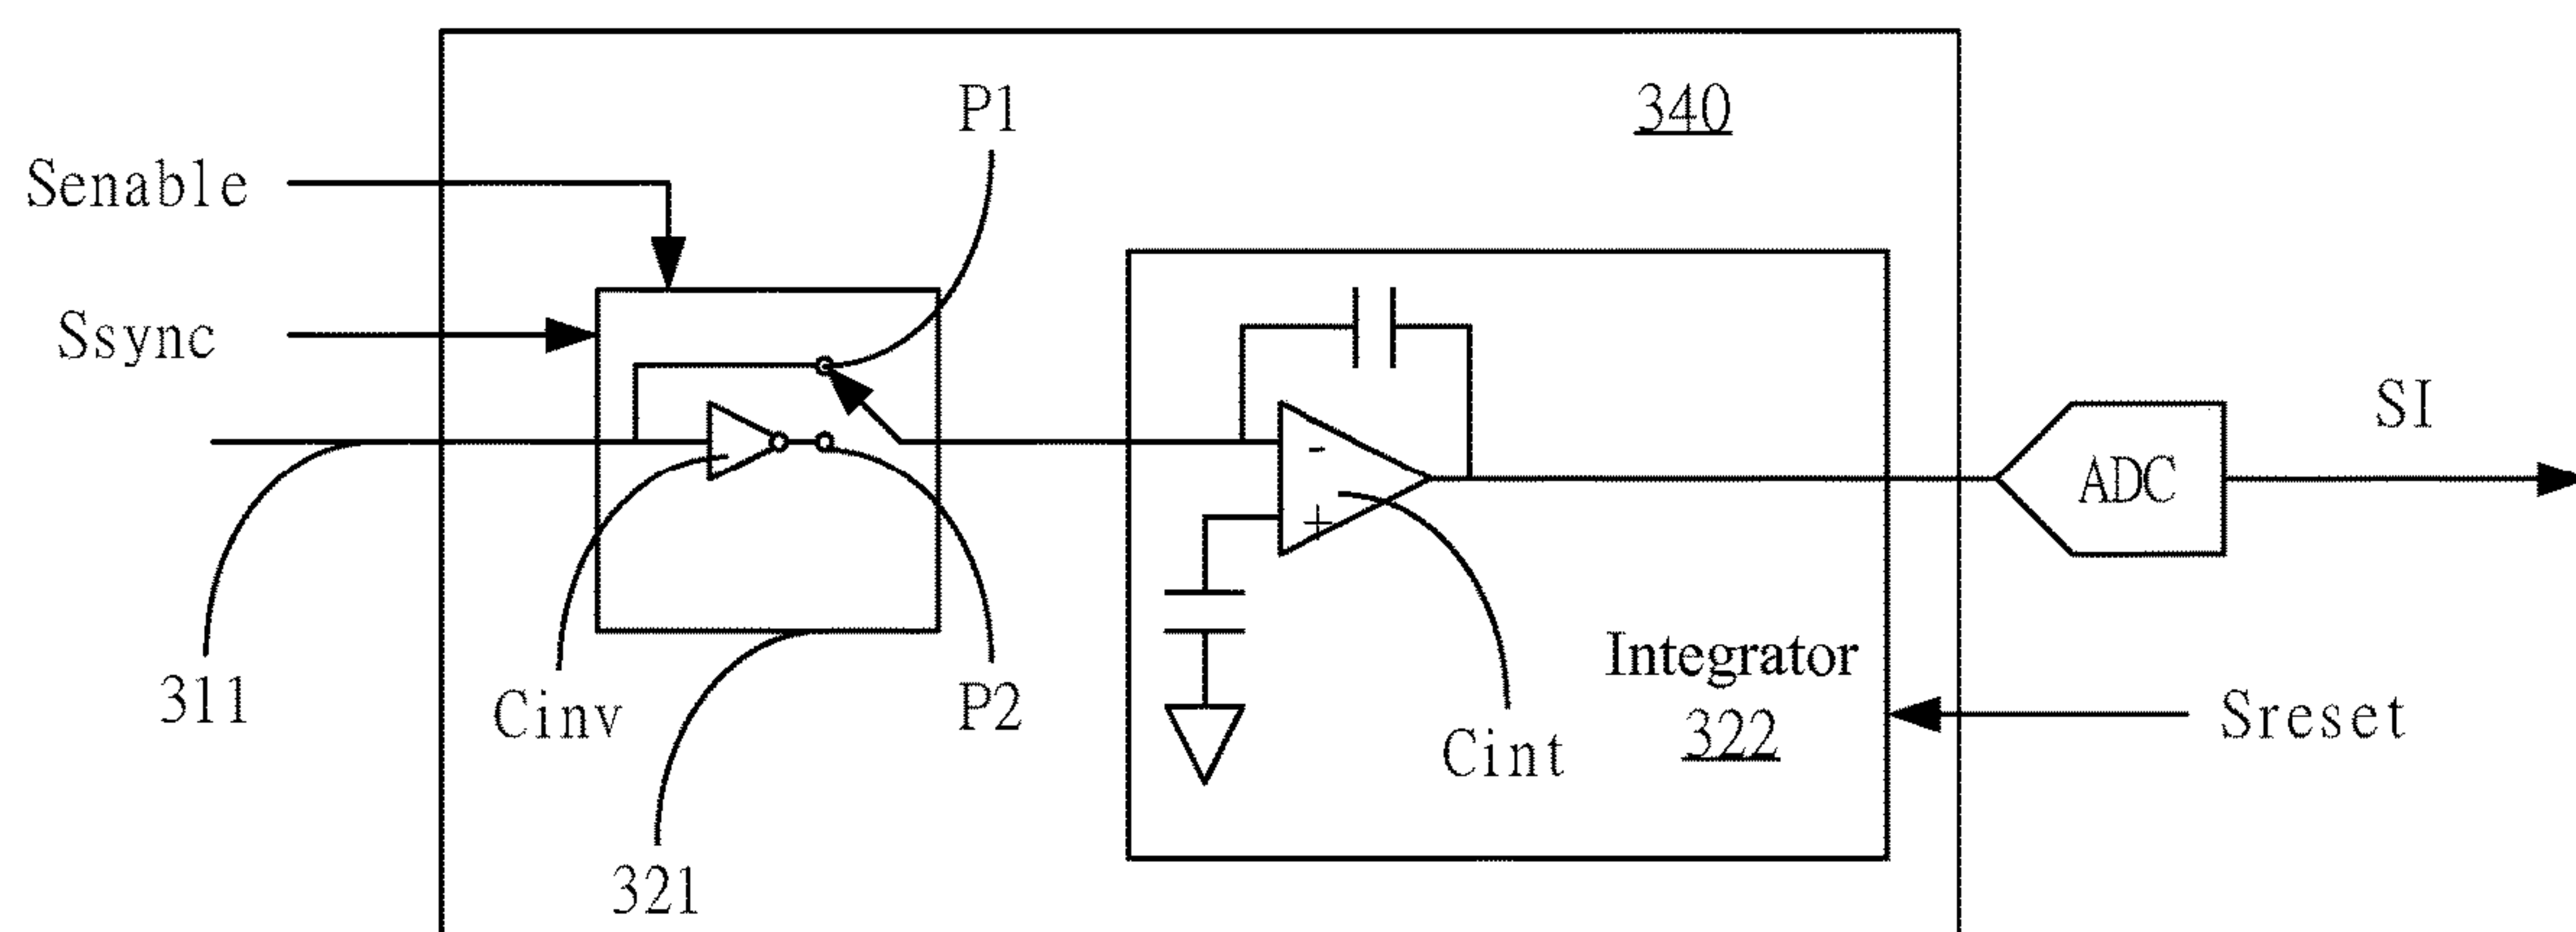 P1
340
Senable
Ssync
SI
ADC
-
+
Integrator
322
311
Cinv
P2
Cint
Sreset
321